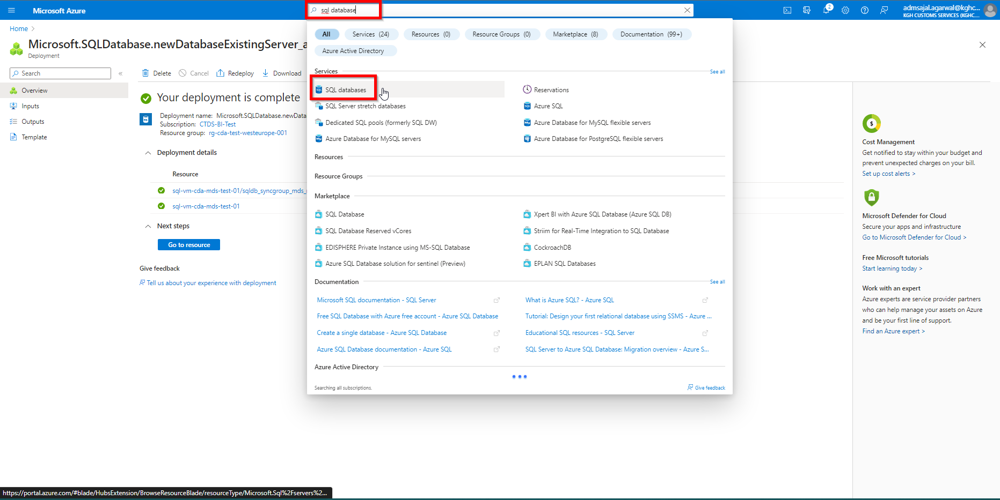 Microsoft Azure
sql database
2
admsajal.agarwal@kghc...
KGH CUSTOMS SERVICES (KGHC....
Home
Microsoft.SQLDatabase.newDatabaseExistingServer_a
Deployment
Search
«
Delete
Cancel
Redeploy
Download
Overview
Inputs
Outputs
Template
Your deployment is complete
Deployment name: Microsoft.SQLDatabase.newData
Subscription: CTDS-BI-Test
Resource group: rg-cda-test-westeurope-001
Deployment details
Resource
sql-vm-cda-mds-test-01/sqldb_syncgroup_mds_
sql-vm-cda-mds-test-01
Next steps
Go to resource
Give feedback
Tell us about your experience with deployment
All
Services (24)
Resources (0)
Resource Groups (0)
Marketplace (8)
Documentation (99+)
Azure Active Directory
Services
See all
SQL databases
Reservations
SQL Server stretch databases
Azure SQL
Dedicated SQL pools (formerly SQL DW)
Azure Database for MySQL flexible servers
Azure Database for MySQL servers
Azure Database for PostgreSQL flexible servers
Resources
Resource Groups
Marketplace
SQL Database
Xpert BI with Azure SQL Database (Azure SQL DB)
SQL Database Reserved vCores
Striim for Real-Time Integration to SQL Database
EDISPHERE Private Instance using MS-SQL Database
CockroachDB
Azure SQL Database solution for sentinel (Preview)
EPLAN SQL Databases
Documentation
See all
Microsoft SQL documentation - SQL Server
What is Azure SQL? - Azure SQL
Free SQL Database with Azure free account - Azure SQL Database
Tutorial: Design your first relational database using SSMS - Azure ...
Create a single database - Azure SQL Database
Educational SQL resources - SQL Server
Azure SQL Database documentation - Azure SQL
SQL Server to Azure SQL Database: Migration overview - Azure S...
Azure Active Directory
Searching all subscriptions.
Give feedback
Cost Management
Get notified to stay within your budget and
prevent unexpected charges on your bill.
Set up cost alerts >
Microsoft Defender for Cloud
Secure your apps and infrastructure
Go to Microsoft Defender for Cloud >
Free Microsoft tutorials
Start learning today >
Work with an expert
Azure experts are service provider partners
who can help manage your assets on Azure
and be your first line of support.
Find an Azure expert >
https://portal.azure.com/#blade/HubsExtension/BrowseResourceBlade/resourceType/Microsoft.Sql%2Fservers%2...